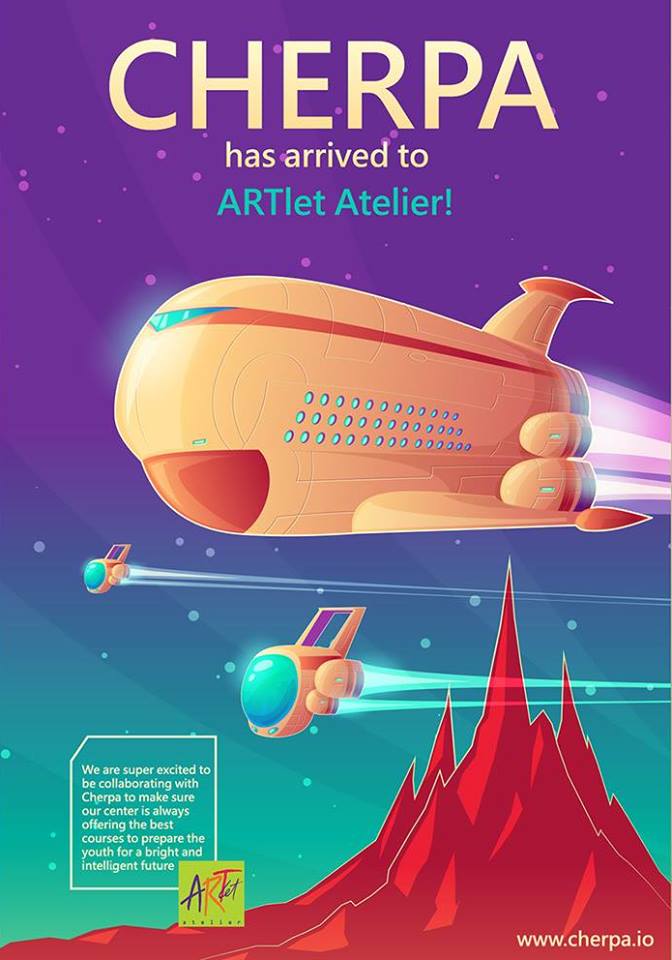 CHERPA
has arrived to
ARTlet Atelier!
We are super excited to
be collaborating with
Cherpa to make sure
our center is always
offering the best
courses to prepare the
youth for a bright and
intelligent future
ARTlet
atelier
www.cherpa.io